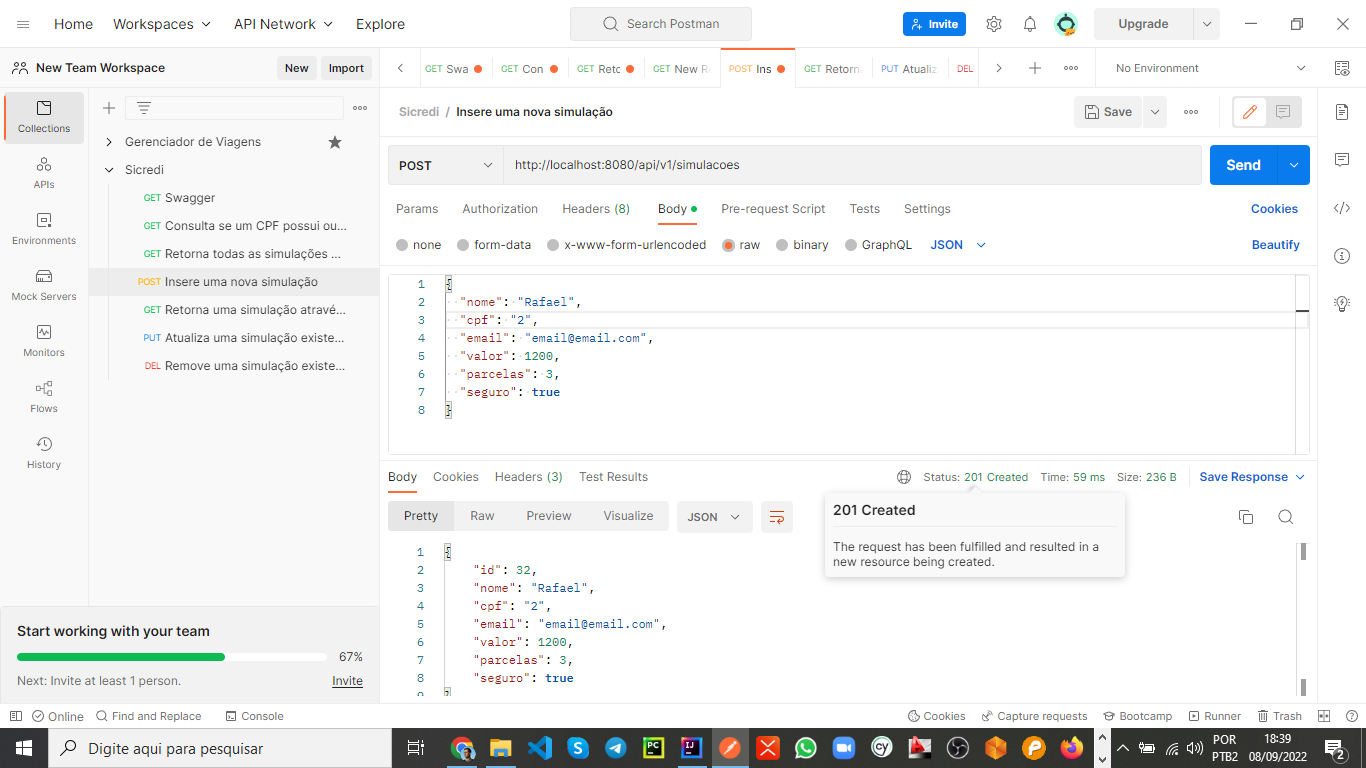 Home Workspaces API Network Explore Search Postman Invite Upgrade
New Team Workspace New Import
GET Swa GET Con GET Reto GET New R POST Ins GET Retorn PUT Atualiz DEL No Environment
Collections
APIs
Environments
Mock Servers
Monitors
Flows
History
Gerenciador de Viagens
Sicredi
GET Swagger
GET Consulta se um CPF possui ou...
GET Retorna todas as simulações ...
POST Insere uma nova simulação
GET Retorna uma simulação atravé...
PUT Atualiza uma simulação existe...
DEL Remove uma simulação existe...
Start working with your team
67%
Next: Invite at least 1 person. Invite
Sicredi / Insere uma nova simulação Save
POST http://localhost:8080/api/v1/simulacoes Send
Params Authorization Headers (8) Body Pre-request Script Tests Settings Cookies
none form-data x-www-form-urlencoded raw binary GraphQL JSON Beautify
1 {
2 "nome": "Rafael",
3 "cpf": "2",
4 "email": "email@email.com",
5 "valor": 1200,
6 "parcelas": 3,
7 "seguro": true
8 }
Body Cookies Headers (3) Test Results Status: 201 Created Time: 59 ms Size: 236 B Save Response
Pretty Raw Preview Visualize JSON
201 Created
The request has been fulfilled and resulted in a
new resource being created.
1 {
2 "id": 32,
3 "nome": "Rafael",
4 "cpf": "2",
5 "email": "email@email.com",
6 "valor": 1200,
7 "parcelas": 3,
8 "seguro": true
9 }
Online Find and Replace Console Cookies Capture requests Bootcamp Runner Trash
Digite aqui para pesquisar
POR
PTB2
18:39
08/09/2022
2